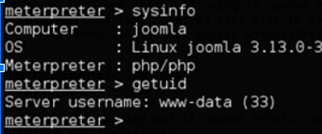 meterpreter > sysinfo
Computer : joomla
OS : Linux joomla 3.13.0-3
Meterpreter : php/php
meterpreter > getuid
Server username: www-data (33)
meterpreter >